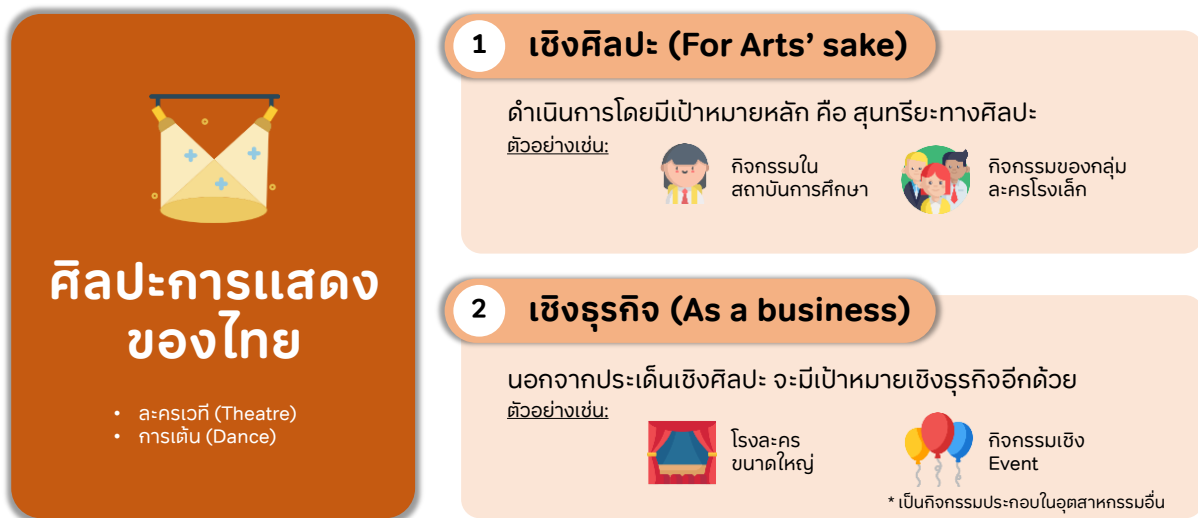 ศิลปะการแสดง
ของไทย
• ละครเวที (Theatre)
• การเต้น (Dance)
1 เชิงศิลปะ (For Arts’ sake)
ดำเนินการโดยมีเป้าหมายหลัก คือ สุนทรียะทางศิลปะ
ตัวอย่างเช่น:
กิจกรรมใน
สถาบันการศึกษา
กิจกรรมของกลุ่ม
ละครโรงเล็ก
2 เชิงธุรกิจ (As a business)
นอกจากประเด็นเชิงศิลปะ จะมีเป้าหมายเชิงธุรกิจอีกด้วย
ตัวอย่างเช่น:
โรงละคร
ขนาดใหญ่
กิจกรรมเชิง
Event
* เป็นกิจกรรมประกอบในอุตสาหกรรมอื่น